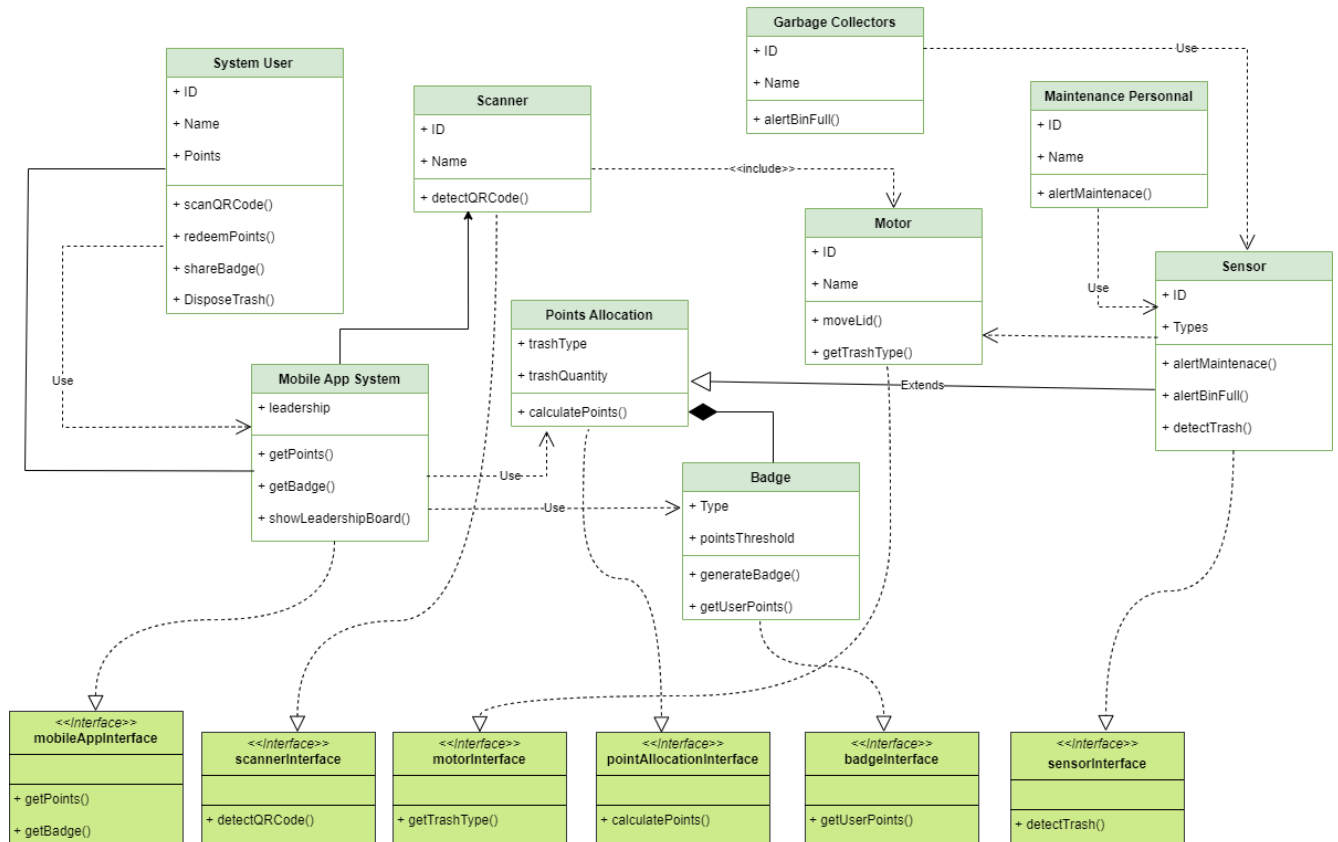 Garbage Collectors
+ ID
+ Name
+ alertBinFull()
Use
System User
+ ID
+ Name
+ Points
+ scanQRCode()
+ redeemPoints()
+ shareBadge()
+ DisposeTrash()
Scanner
+ ID
+ Name
+ detectQRCode()
<<include>>
Maintenance Personnal
+ ID
+ Name
+ alertMaintenace()
Use
Motor
+ ID
+ Name
+ moveLid()
+ getTrashType()
Sensor
+ ID
+ Types
+ alertMaintenace()
+ alertBinFull()
+ detectTrash()
Points Allocation
+ trashType
+ trashQuantity
+ calculatePoints()
Extends
Use
Mobile App System
+ leadership
+ getPoints()
+ getBadge()
+ showLeadershipBoard()
Use
Use
Badge
+ Type
+ pointsThreshold
+ generateBadge()
+ getUserPoints()
<<Interface>>
mobileAppInterface
+ getPoints()
+ getBadge()
<<Interface>>
scannerInterface
+ detectQRCode()
<<Interface>>
motorInterface
+ getTrashType()
<<Interface>>
pointAllocationInterface
+ calculatePoints()
<<Interface>>
badgeInterface
+ getUserPoints()
<<Interface>>
sensorInterface
+ detectTrash()